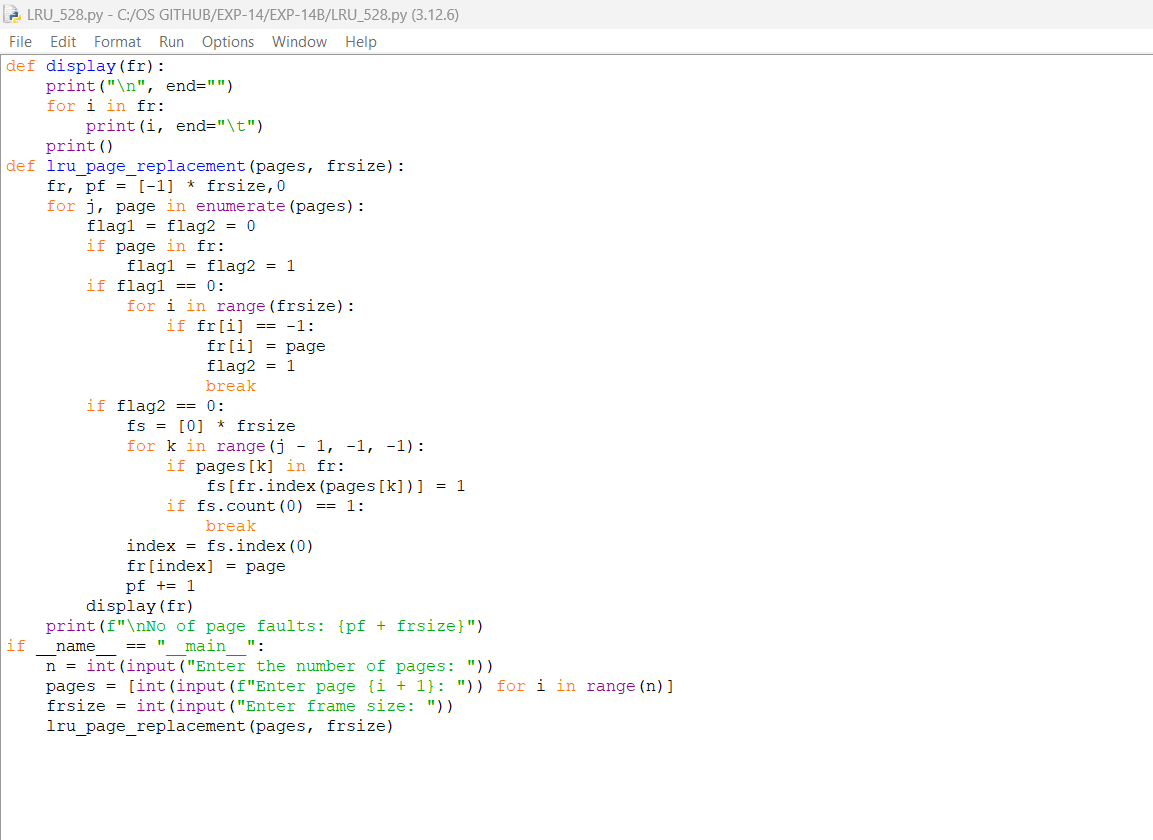 LRU_528.py - C:/OS GITHUB/EXP-14/EXP-14B/LRU_528.py (3.12.6)
File Edit Format Run Options Window Help
def display(fr):
    print("\n", end="")
    for i in fr:
        print(i, end="\t")
    print()
def lru_page_replacement(pages, frsize):
    fr, pf = [-1] * frsize,0
    for j, page in enumerate(pages):
        flag1 = flag2 = 0
        if page in fr:
            flag1 = flag2 = 1
        if flag1 == 0:
            for i in range(frsize):
                if fr[i] == -1:
                    fr[i] = page
                    flag2 = 1
                    break
        if flag2 == 0:
            fs = [0] * frsize
            for k in range(j - 1, -1, -1):
                if pages[k] in fr:
                    fs[fr.index(pages[k])] = 1
                if fs.count(0) == 1:
                    break
            index = fs.index(0)
            fr[index] = page
            pf += 1
        display(fr)
    print(f"\nNo of page faults: {pf + frsize}")
if __name__ == "__main__":
    n = int(input("Enter the number of pages: "))
    pages = [int(input(f"Enter page {i + 1}: ")) for i in range(n)]
    frsize = int(input("Enter frame size: "))
    lru_page_replacement(pages, frsize)